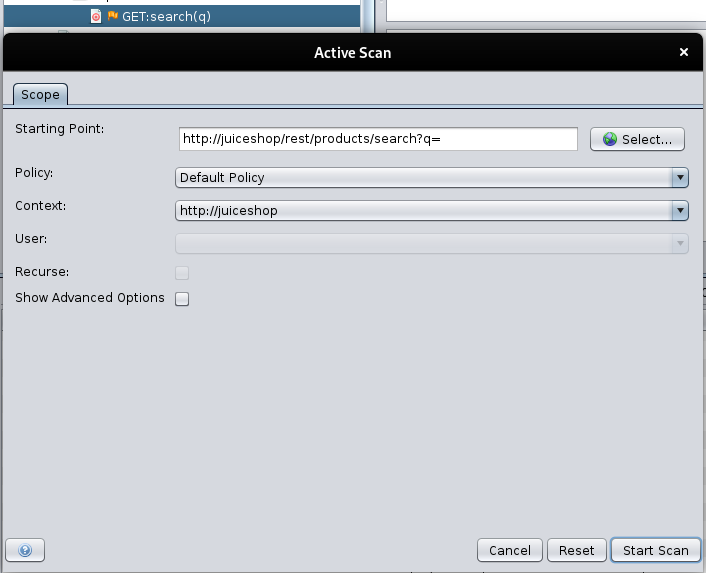 GET:search(q)
Active Scan
Scope
Starting Point:
http://juiceshop/rest/products/search?q=
Select...
Policy:
Default Policy
Context:
http://juiceshop
User:
Recurse:
Show Advanced Options
Cancel
Reset
Start Scan